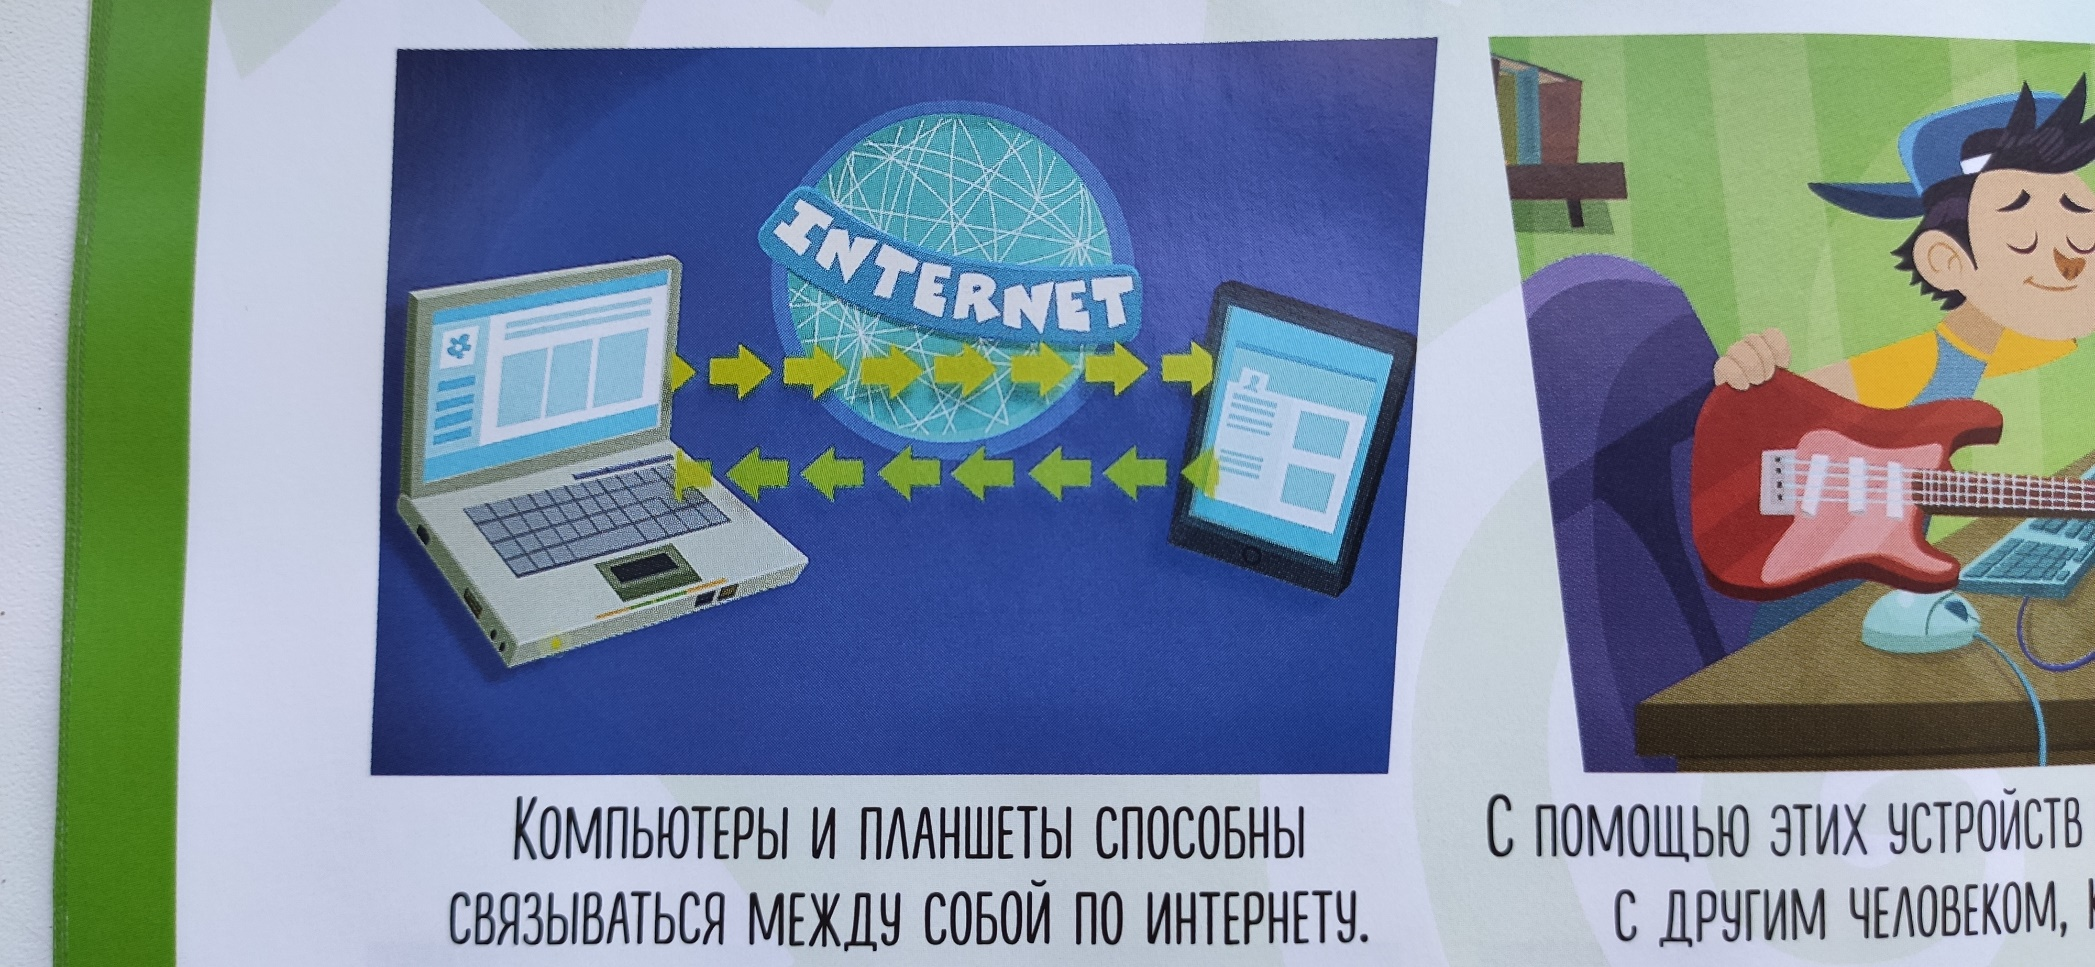 INTERNET
Компьютеры и планшеты способны
связываться между собой по интернету.
С помощью этих устройств
с другим человеком,